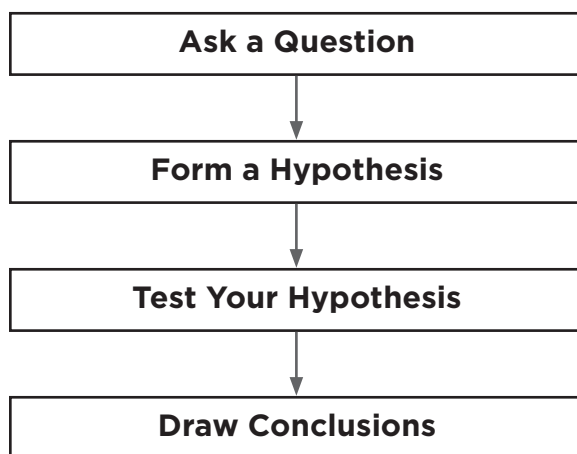 Ask a Question
Form a Hypothesis
Test Your Hypothesis
Draw Conclusions